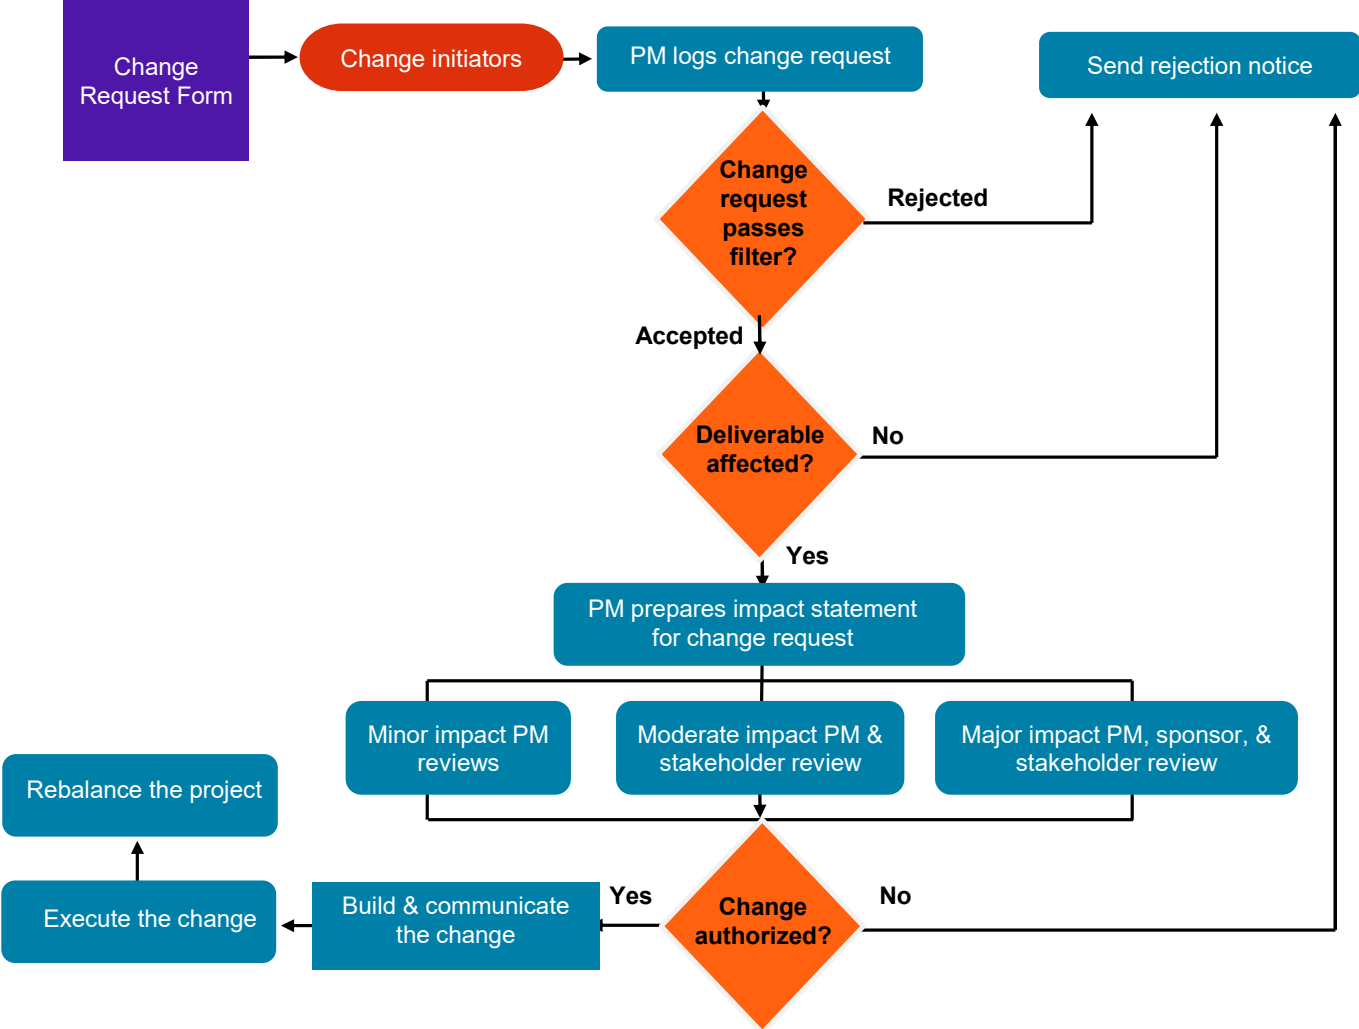 Change
Request Form
Change initiators
PM logs change request
Send rejection notice
Change
request
passes
filter?
Rejected
Accepted
Deliverable
affected?
No
Yes
PM prepares impact statement
for change request
Minor impact PM
reviews
Moderate impact PM &
stakeholder review
Major impact PM, sponsor, &
stakeholder review
Rebalance the project
Execute the change
Build & communicate
the change
Yes
Change
authorized?
No